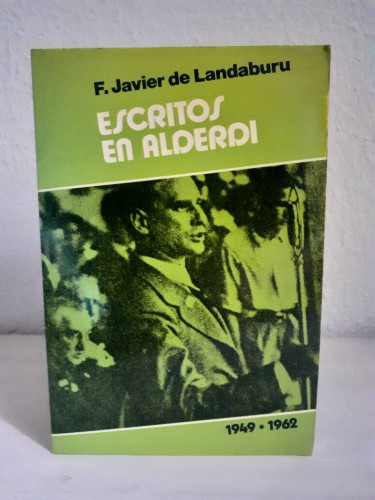 F. Javier de Landaburu
ESCRITOS
EN ALDERDI
1949 • 1962